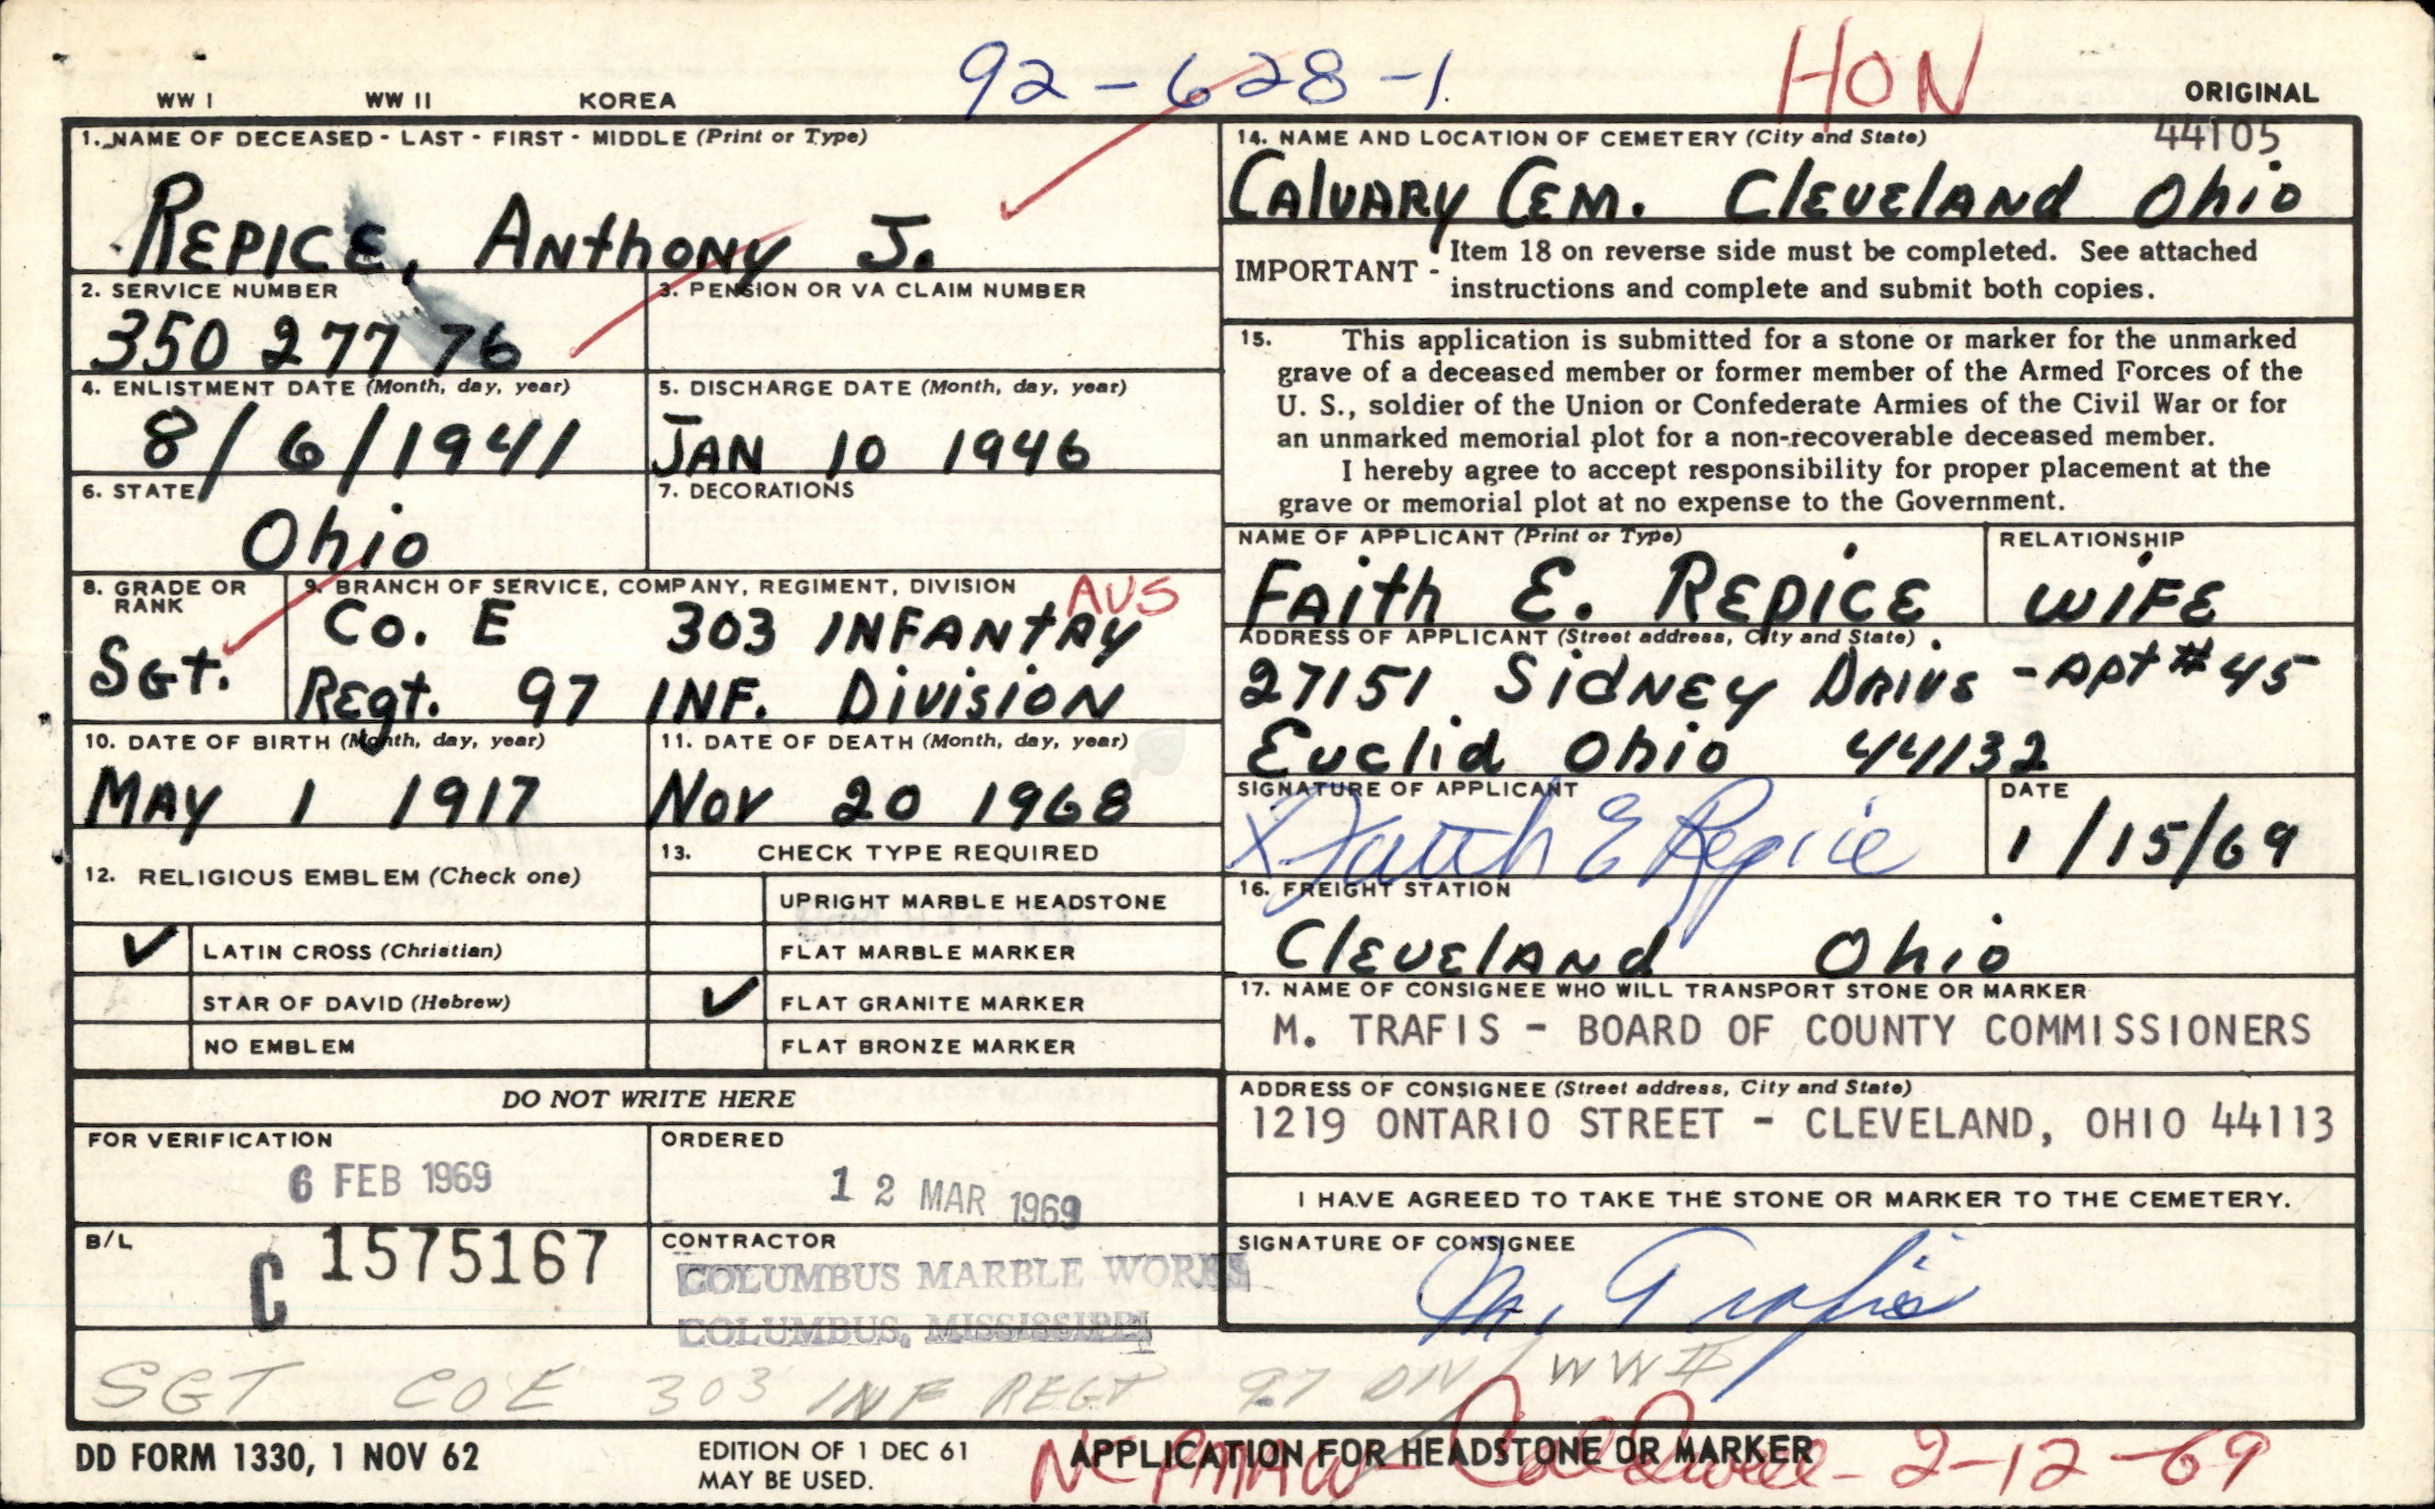 92-628-1
HON
WW I WW II KOREA
ORIGINAL
1. NAME OF DECEASED - LAST - FIRST - MIDDLE (Print or Type)
REPICE, ANthONY J.
2. SERVICE NUMBER
350 277 76
3. PENSION OR VA CLAIM NUMBER
4. ENLISTMENT DATE (Month, day, year)
8/6/1941
5. DISCHARGE DATE (Month, day, year)
JAN 10 1946
6. STATE
Ohio
7. DECORATIONS
8. GRADE OR RANK
SGt.
9. BRANCH OF SERVICE, COMPANY, REGIMENT, DIVISION
AUS
Co. E 303 INFANtRY
REgt. 97 INF. DivisioN
10. DATE OF BIRTH (Month, day, year)
MAY 1 1917
11. DATE OF DEATH (Month, day, year)
Nov 20 1968
12. RELIGIOUS EMBLEM (Check one)
✓ LATIN CROSS (Christian)
STAR OF DAVID (Hebrew)
NO EMBLEM
13. CHECK TYPE REQUIRED
UPRIGHT MARBLE HEADSTONE
FLAT MARBLE MARKER
✓ FLAT GRANITE MARKER
FLAT BRONZE MARKER
DO NOT WRITE HERE
FOR VERIFICATION
6 FEB 1969
ORDERED
12 MAR 1969
B/L
C 1575167
CONTRACTOR
COLUMBUS MARBLE WORKS
COLUMBUS, MISSISSIPPI
14. NAME AND LOCATION OF CEMETERY (City and State)
44105
CAlVARY CEM. ClEVElANd Ohio
IMPORTANT - Item 18 on reverse side must be completed. See attached
instructions and complete and submit both copies.
15. This application is submitted for a stone or marker for the unmarked
grave of a deceased member or former member of the Armed Forces of the
U. S., soldier of the Union or Confederate Armies of the Civil War or for
an unmarked memorial plot for a non-recoverable deceased member.
I hereby agree to accept responsibility for proper placement at the
grave or memorial plot at no expense to the Government.
NAME OF APPLICANT (Print or Type)
FAith E. REPICE
RELATIONSHIP
WIFE
ADDRESS OF APPLICANT (Street address, City and State)
27151 SidNEY DRIVE - Apt # 45
Euclid Ohio 44132
SIGNATURE OF APPLICANT
X Faith E Repice
DATE
1/15/69
16. FREIGHT STATION
ClEVElANd Ohio
17. NAME OF CONSIGNEE WHO WILL TRANSPORT STONE OR MARKER
M. TRAFIS - BOARD OF COUNTY COMMISSIONERS
ADDRESS OF CONSIGNEE (Street address, City and State)
1219 ONTARIO STREET - CLEVELAND, OHIO 44113
I HAVE AGREED TO TAKE THE STONE OR MARKER TO THE CEMETERY.
SIGNATURE OF CONSIGNEE
M. Trafis
SGT CO E 303 INF REGT 97 DIV WW II
DD FORM 1330, 1 NOV 62
EDITION OF 1 DEC 61
MAY BE USED.
APPLICATION FOR HEADSTONE OR MARKER
2-12-69